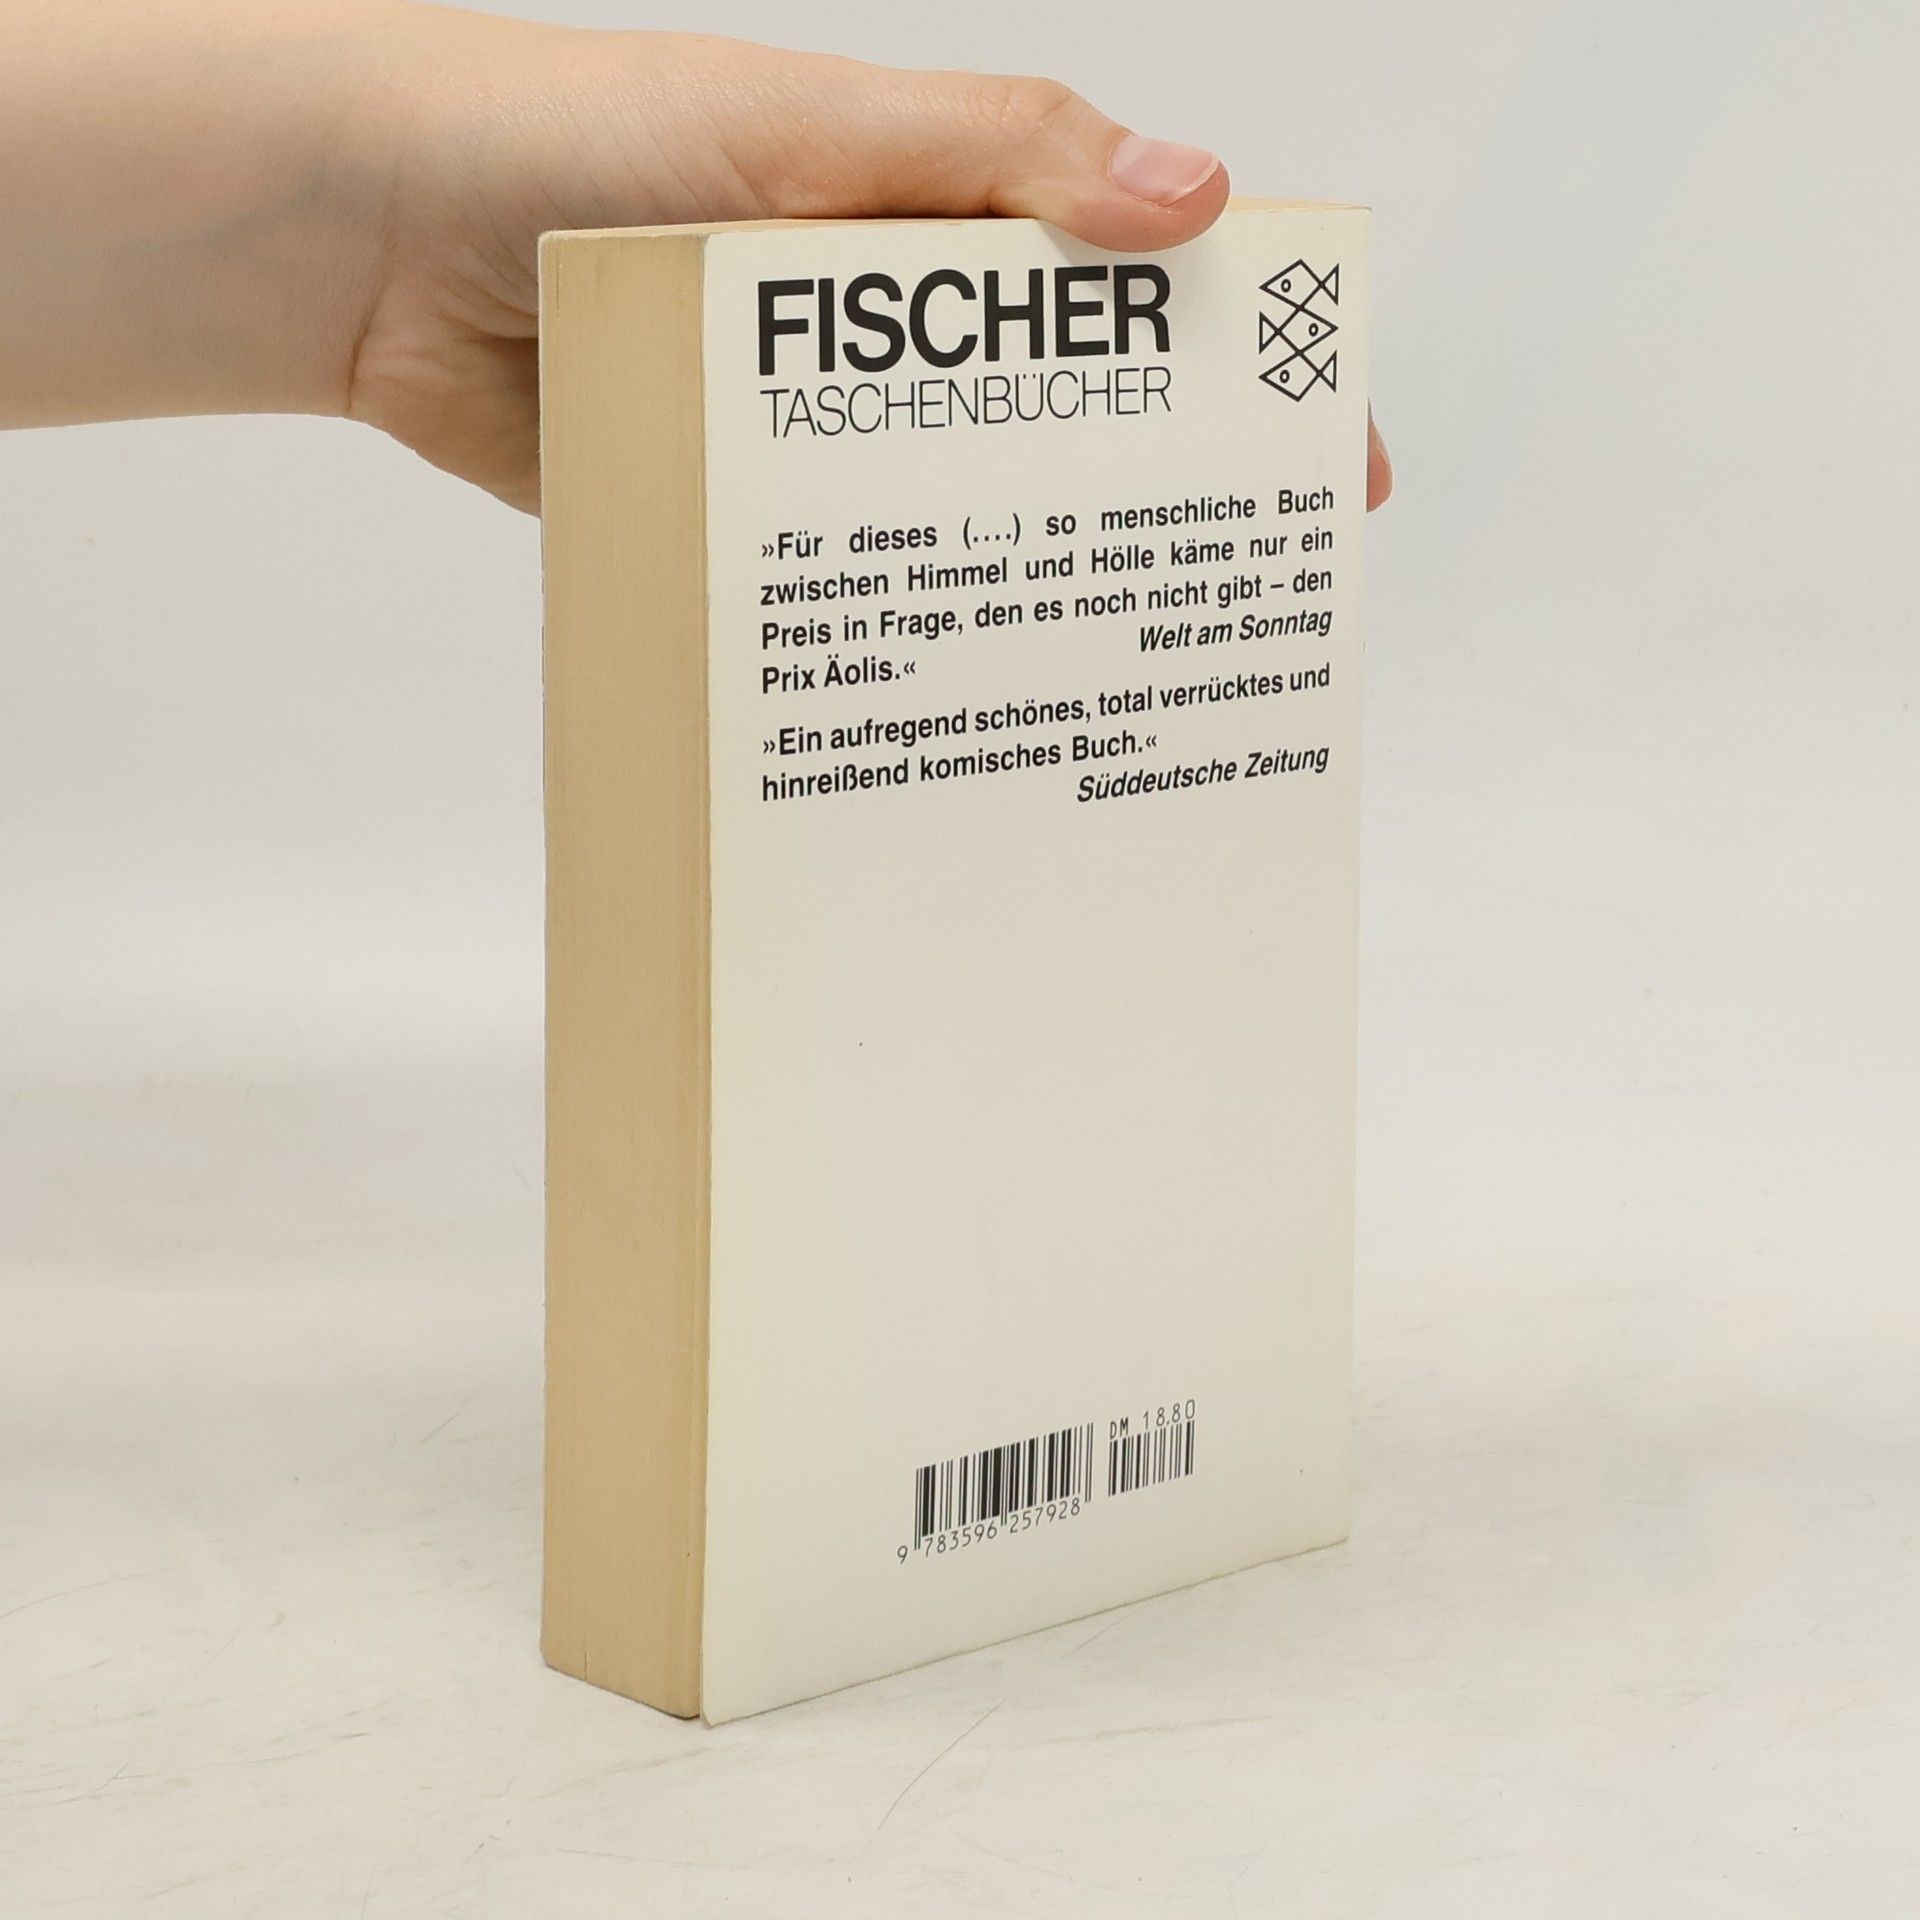 FISCHER
TASCHENBÜCHER
»Für dieses (....) so menschliche Buch
zwischen Himmel und Hölle käme nur ein
Preis in Frage, den es noch nicht gibt – den
Prix Äolis.«
Welt am Sonntag
»Ein aufregend schönes, total verrücktes und
hinreißend komisches Buch.«
Süddeutsche Zeitung
DM 18.80
9 783596 257928